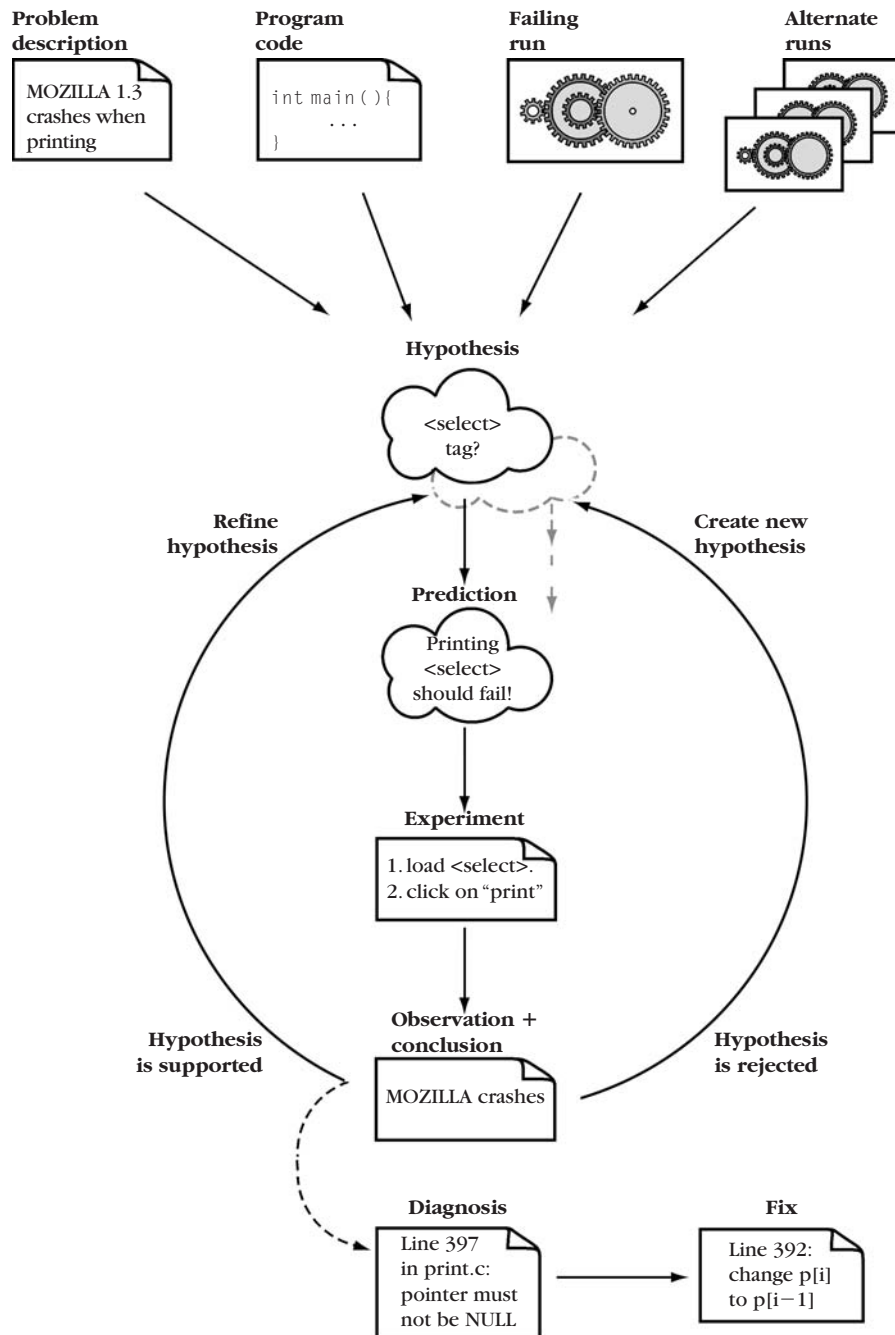 Problem
description
Program
code
Failing
run
Alternate
runs
MOZILLA 1.3
crashes when
printing
int main(){
...
}
Hypothesis
<select>
tag?
Refine
hypothesis
Create new
hypothesis
Prediction
Printing
<select>
should fail!
Experiment
1. load <select>.
2. click on “print”
Observation +
conclusion
Hypothesis
is supported
MOZILLA crashes
Hypothesis
is rejected
Diagnosis
Line 397
in print.c:
pointer must
not be NULL
Fix
Line 392:
change p[i]
to p[i−1]